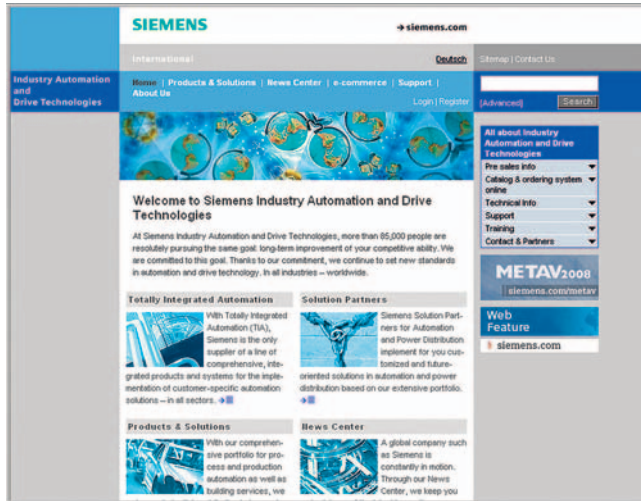 SIEMENS
→ siemens.com
International
Deutsch
Sitemap | Contact Us
Industry Automation
and
Drive Technologies
Home | Products & Solutions | News Center | e-commerce | Support |
About Us
Login | Register
[Advanced]
Search
Welcome to Siemens Industry Automation and Drive
Technologies
At Siemens Industry Automation and Drive Technologies, more than 85,000 people are
resolutely pursuing the same goal: long-term improvement of your competitive ability. We
are committed to this goal. Thanks to our commitment, we continue to set new standards
in automation and drive technology. In all industries – worldwide.
Totally Integrated Automation
With Totally Integrated
Automation (TIA),
Siemens is the only
supplier of a line of
comprehensive, inte-
grated products and systems for the imple-
mentation of customer-specific automation
solutions – in all sectors. →
Solution Partners
Siemens Solution Part-
ners for Automation
and Power Distribution
implement for you cus-
tomized and future-
oriented solutions in automation and power
distribution based on our extensive portfolio.
→
Products & Solutions
With our comprehen-
sive portfolio for pro-
cess and production
automation as well as
building services, we
News Center
A global company such
as Siemens is
constantly in motion.
Through our News
Center, we keep you
All about Industry
Automation and Drive
Technologies
Pre sales info
Catalog & ordering system
online
Technical Info
Support
Training
Contact & Partners
METAV2008
siemens.com/metav
Web
Feature
siemens.com